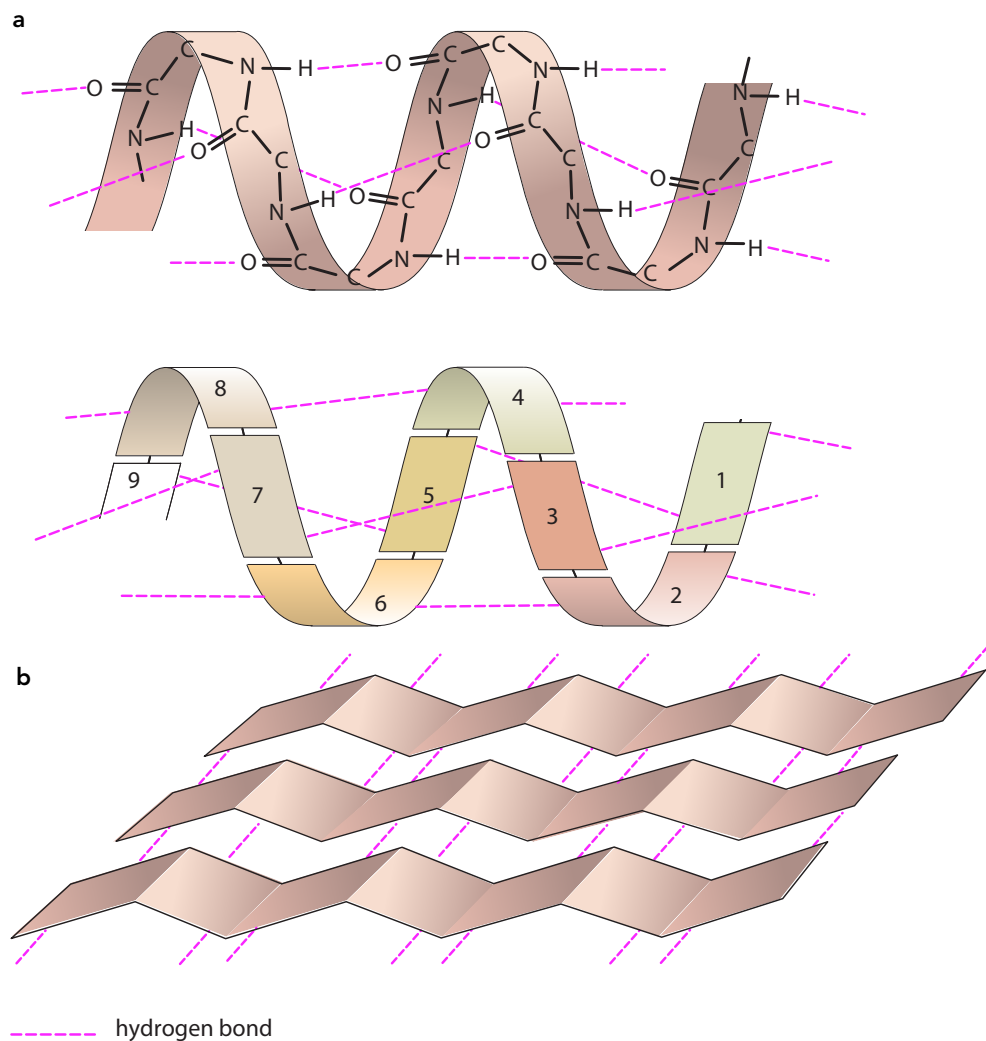 a
C N H O C
O C N H
N H C N H
N H O C O C
C C C
O C O C
N H N H
O C N H O C N H
C C
8 4
9 7 5 3 1
6 2
b
hydrogen bond